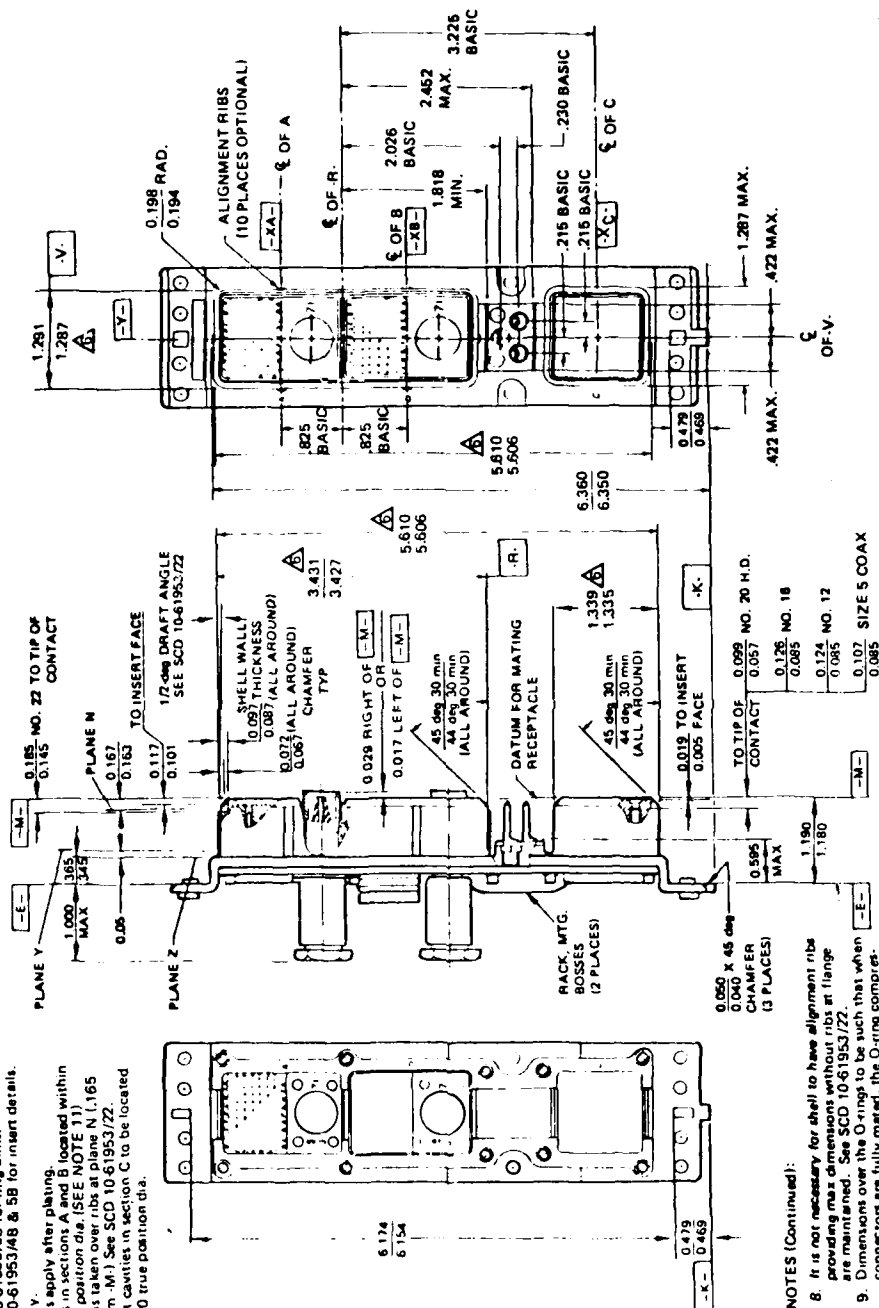 0-61953/4B & 5B for insert details.
y.
s apply after plating.
s in sections A and B located within
position dia. (SEE NOTE 11)
s taken over ribs at plane N (.165
m -M-) See SCD 10-61953/22.
t cavities in section C to be located
0 true position dia.
-K-
6.174
6.154
0.479
0.469
-E-
-M-
PLANE Y
1.000
MAX
.365
.345
0.05
PLANE Z
0.185
0.145
NO. 22 TO TIP OF
CONTACT
PLANE N
0.167
0.163
0.117
0.101
TO INSERT FACE
1/2-deg DRAFT ANGLE
SEE SCD 10-61953/22
0.097
0.087
SHELL WALL
THICKNESS
(ALL AROUND)
0.072
0.067
(ALL AROUND)
CHAMFER
TYP
0.029 RIGHT OF -M-
OR
0.017 LEFT OF -M-
45 deg 30 min
44 deg 30 min
(ALL AROUND)
DATUM FOR MATING
RECEPTACLE
45 deg 30 min
44 deg 30 min
(ALL AROUND)
0.019 TO INSERT
0.005 FACE
TO TIP OF
CONTACT
0.099
0.057
NO. 20 H.D.
0.126
0.085
NO. 16
0.124
0.085
NO. 12
0.107
0.085
SIZE 5 COAX
RACK, MTG.
BOSSES
(2 PLACES)
0.050
0.040
X 45 deg
CHAMFER
(3 PLACES)
0.595
MAX
1.190
1.180
-E-
-M-
3.431
3.427
6
5.610
5.606
6
-R-
1.339
1.335
6
-K-
1.291
1.287
6
-V-
-Y-
0.198
0.194
RAD.
ALIGNMENT RIBS
(10 PLACES OPTIONAL)
-XA-
℄ OF A
℄ OF -R-
℄ OF B
-XB-
.825
BASIC
.825
BASIC
1.818
MIN.
2.026
BASIC
2.452
MAX.
3.226
BASIC
.230 BASIC
℄ OF C
.215 BASIC
.215 BASIC
-XC-
5.610
5.606
6
6.360
6.350
0.479
0.469
1.287 MAX.
.422 MAX.
.422 MAX.
℄
OF-V-
NOTES (Continued):
8. It is not necessary for shell to have alignment ribs
providing max dimensions without ribs at flange
are maintained. See SCD 10-61953/22.
9. Dimensions over the O-rings to be such that when
connectors are fully mated, the O-ring compres-